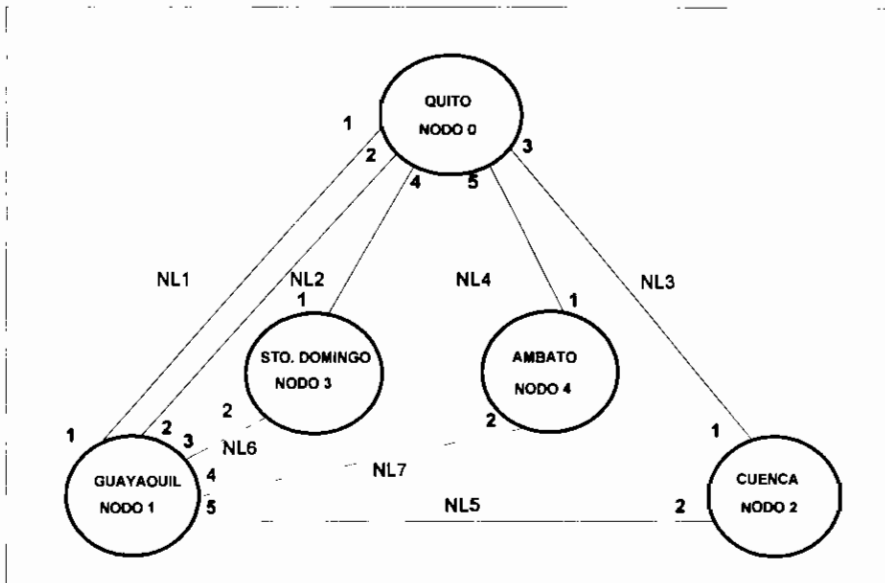 QUITO
NODO 0
1
2
3
4
5
NL1
NL2
NL4
NL3
1
1
STO. DOMINGO
NODO 3
AMBATO
NODO 4
2
2
1
2
3
1
NL6
4
NL7
GUAYAQUIL
NODO 1
5
NL5
2
CUENCA
NODO 2